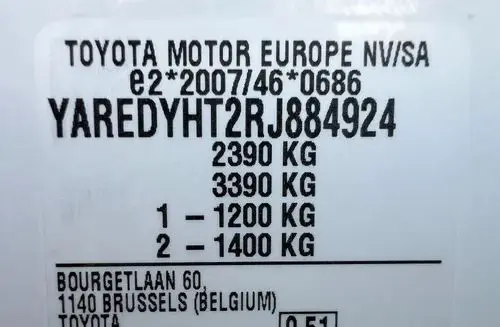 TOYOTA MOTOR EUROPE NV/SA
e2*2007/46*0686
YAREDYHT2RJ884924
2390 KG
3390 KG
1 – 1200 KG
2 – 1400 KG
BOURGETLAAN 60,
1140 BRUSSELS (BELGIUM)
TOYOTA 0.51